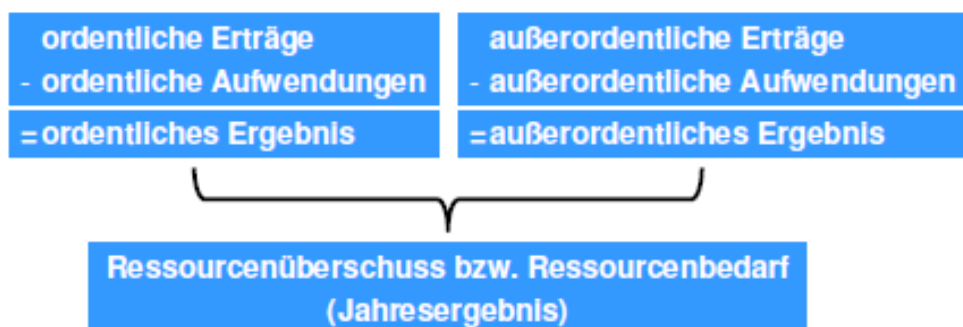 ordentliche Erträge
- ordentliche Aufwendungen
= ordentliches Ergebnis
außerordentliche Erträge
- außerordentliche Aufwendungen
= außerordentliches Ergebnis
Ressourcenüberschuss bzw. Ressourcenbedarf
(Jahresergebnis)